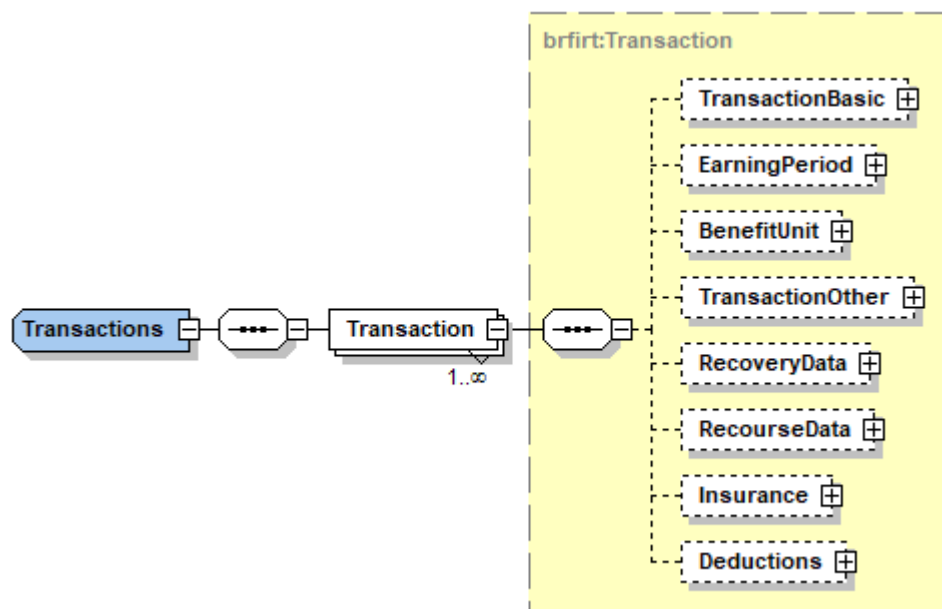 brfirt:Transaction
TransactionBasic
EarningPeriod
BenefitUnit
TransactionOther
Transactions
Transaction
1..∞
RecoveryData
RecourseData
Insurance
Deductions